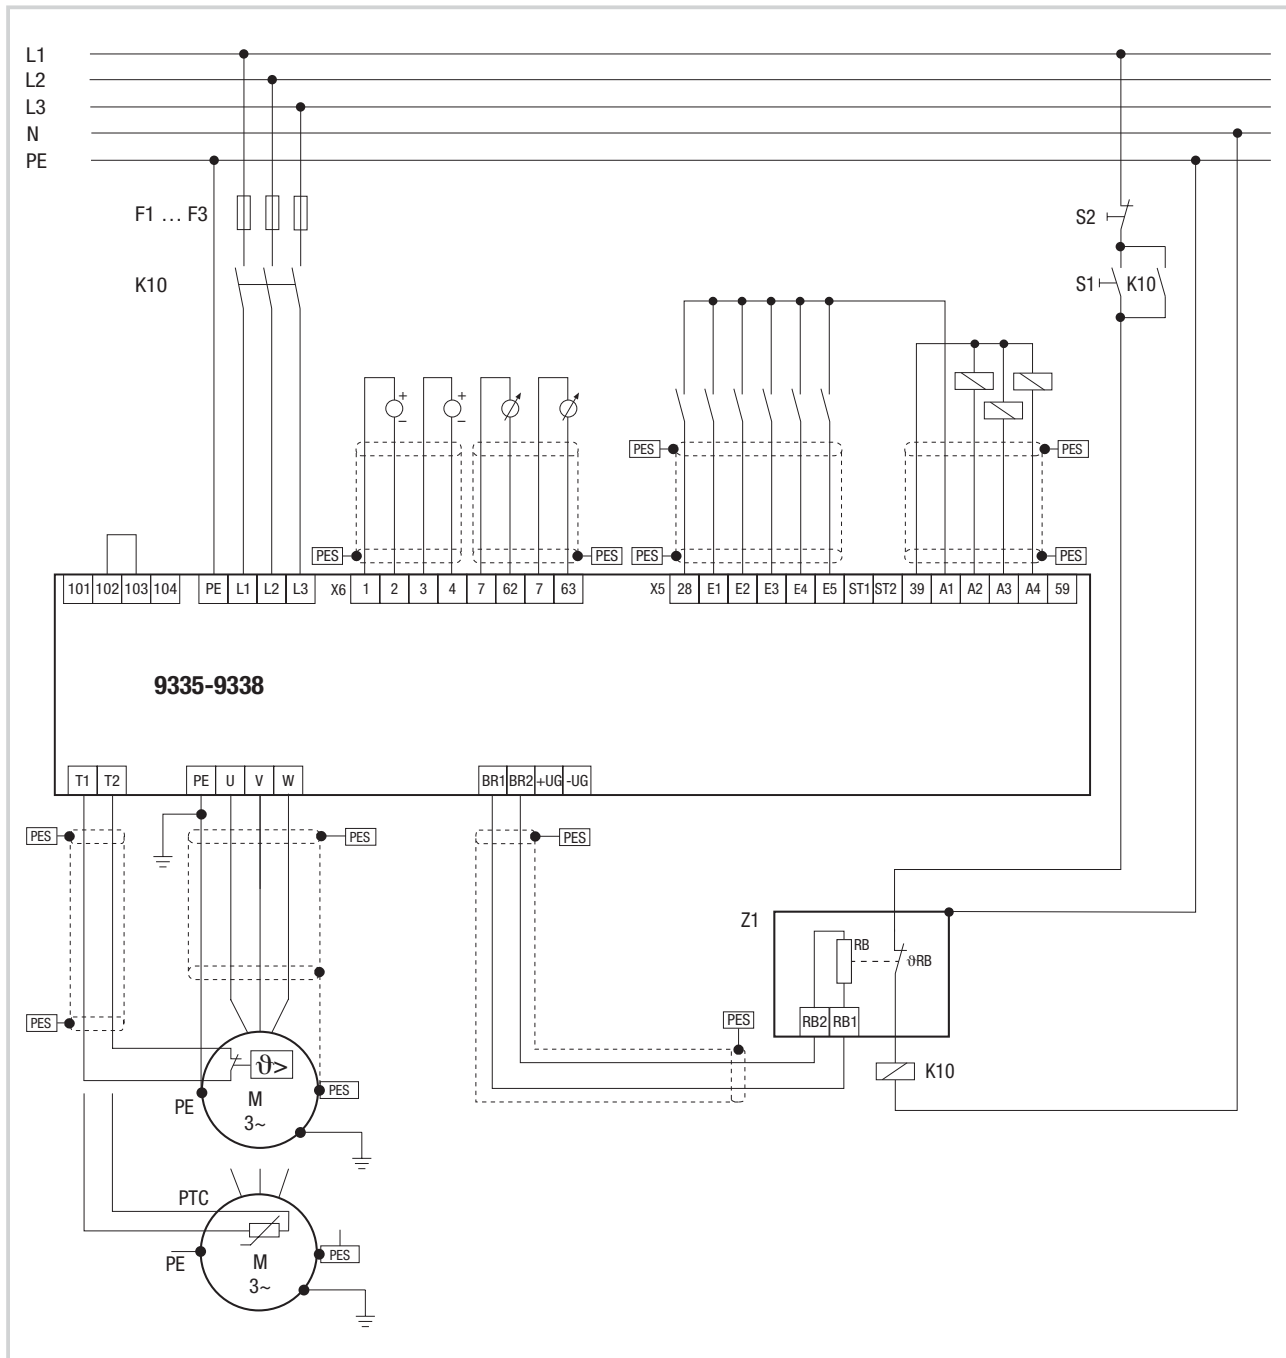 L1
L2
L3
N
PE
F1 … F3
S2
K10
S1 K10
+ + 
– –
PES PES
PES PES PES PES
101 102 103 104 PE L1 L2 L3 X6 1 2 3 4 7 62 7 63 X5 28 E1 E2 E3 E4 E5 ST1 ST2 39 A1 A2 A3 A4 59
9335-9338
T1 T2 PE U V W BR1 BR2 +UG -UG
PES PES PES
Z1
RB
ϑRB
PES PES RB2 RB1
ϑ>
K10
PES
PE M
3~
PTC
PE M PES
3~